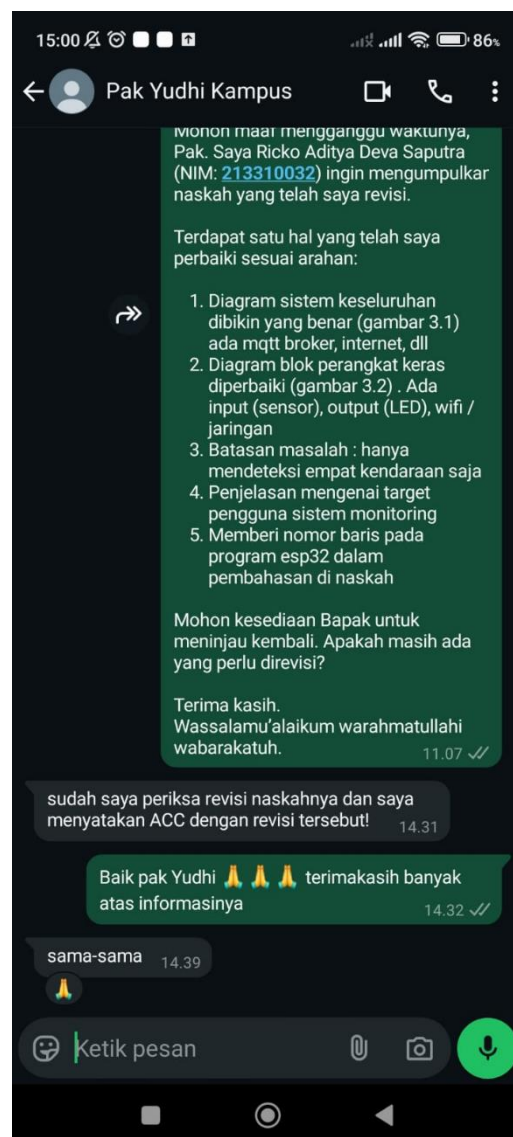 15:00 86%
Pak Yudhi Kampus
Mohon maaf mengganggu waktunya,
Pak. Saya Ricko Aditya Deva Saputra
(NIM: 213310032) ingin mengumpulkar
naskah yang telah saya revisi.
Terdapat satu hal yang telah saya
perbaiki sesuai arahan:
1. Diagram sistem keseluruhan
dibikin yang benar (gambar 3.1)
ada mqtt broker, internet, dll
2. Diagram blok perangkat keras
diperbaiki (gambar 3.2) . Ada
input (sensor), output (LED), wifi /
jaringan
3. Batasan masalah : hanya
mendeteksi empat kendaraan saja
4. Penjelasan mengenai target
pengguna sistem monitoring
5. Memberi nomor baris pada
program esp32 dalam
pembahasan di naskah
Mohon kesediaan Bapak untuk
meninjau kembali. Apakah masih ada
yang perlu direvisi?
Terima kasih.
Wassalamu’alaikum warahmatullahi
wabarakatuh. 11.07
sudah saya periksa revisi naskahnya dan saya
menyatakan ACC dengan revisi tersebut! 14.31
Baik pak Yudhi 🙏 🙏 🙏 terimakasih banyak
atas informasinya 14.32
sama-sama 14.39
🙏
Ketik pesan